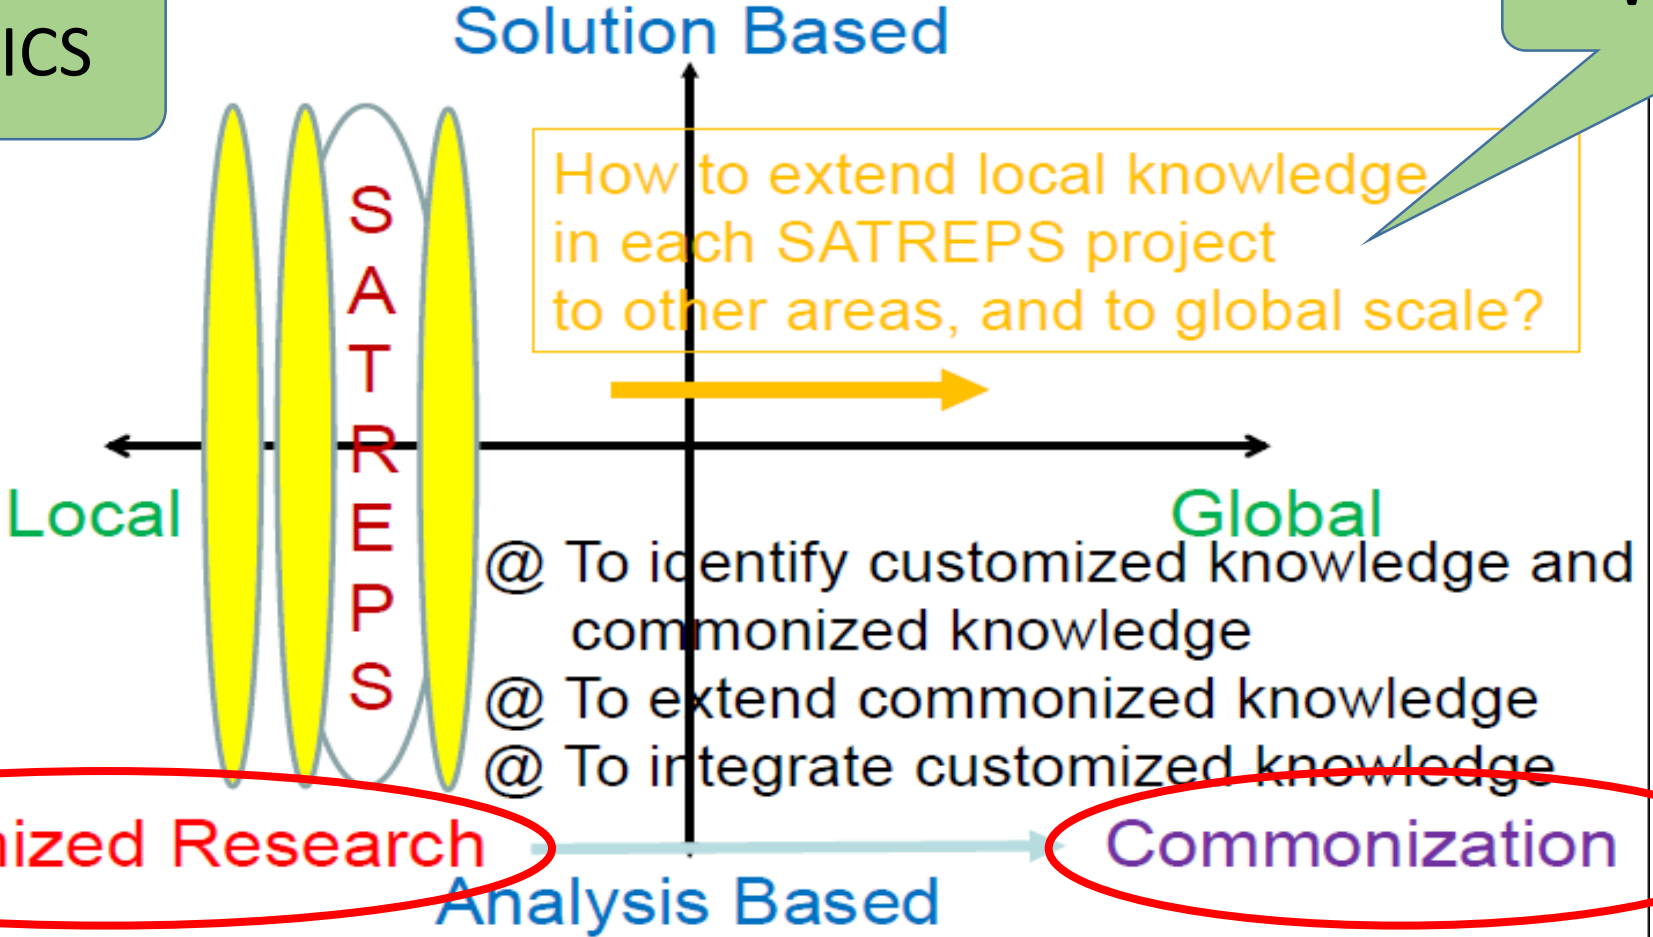 ICS
Solution Based
How to extend local knowledge
in each SATREPS project
to other areas, and to global scale?
SATREPS
Local
Global
@ To identify customized knowledge and
commonized knowledge
@ To extend commonized knowledge
@ To integrate customized knowledge
Research
Commonization
Analysis Based